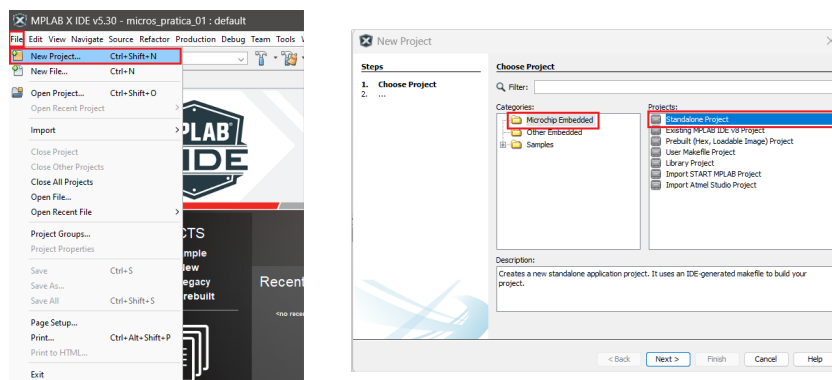 MPLAB X IDE v5.30 - micros_pratica_01 : default
File Edit View Navigate Source Refactor Production Debug Team Tools
New Project... Ctrl+Shift+N
New File... Ctrl+N
Open Project... Ctrl+Shift+O
Open Recent Project
Import
Close Project
Close Other Projects
Close All Projects
Open File...
Open Recent File
Project Groups...
Project Properties
Save Ctrl+S
Save As...
Save All Ctrl+Shift+S
Page Setup...
Print... Ctrl+Alt+Shift+P
Print to HTML...
Exit
PLAB
IDE
CTS
mple
ew
egacy
rebuilt
Recent
<no recen
New Project
Steps
1. Choose Project
2. ...
Choose Project
Filter:
Categories:
Microchip Embedded
Other Embedded
Samples
Projects:
Standalone Project
Existing MPLAB IDE v8 Project
Prebuilt (Hex, Loadable Image) Project
User Makefile Project
Library Project
Import START MPLAB Project
Import Atmel Studio Project
Description:
Creates a new standalone application project. It uses an IDE-generated makefile to build your
project.
< Back Next > Finish Cancel Help